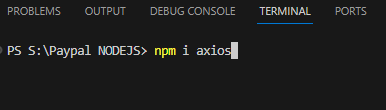 PROBLEMS OUTPUT DEBUG CONSOLE TERMINAL PORTS
PS S:\Paypal NODEJS> npm i axios